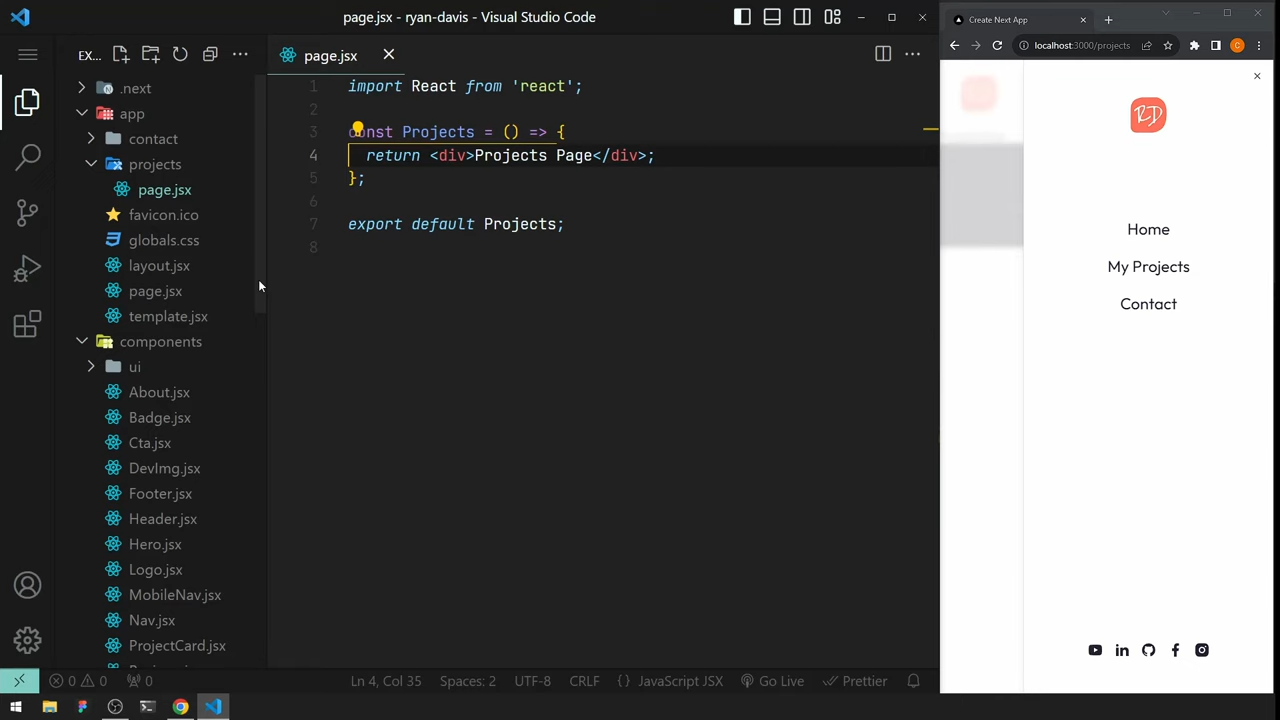 page.jsx - ryan-davis - Visual Studio Code
EX...
.next
app
contact
projects
page.jsx
favicon.ico
globals.css
layout.jsx
page.jsx
template.jsx
components
ui
About.jsx
Badge.jsx
Cta.jsx
DevImg.jsx
Footer.jsx
Header.jsx
Hero.jsx
Logo.jsx
MobileNav.jsx
Nav.jsx
ProjectCard.jsx
page.jsx
1 import React from 'react';
2
3 const Projects = () => {
4 return <div>Projects Page</div>;
5 };
6
7 export default Projects;
8
0 0 0
Ln 4, Col 35
Spaces: 2
UTF-8
CRLF
{} JavaScript JSX
Go Live
Prettier
Create Next App
localhost:3000/projects
C
RD
Home
My Projects
Contact